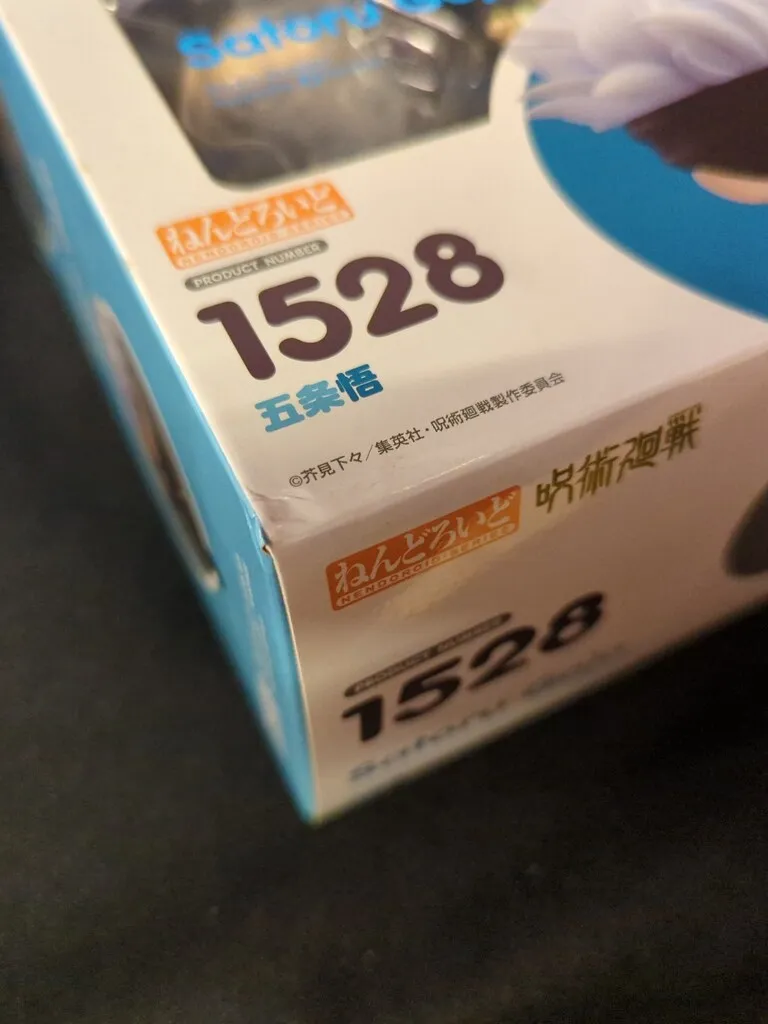 Satoru
ねんどろいど
NENDOROID SERIES
PRODUCT NUMBER
1528
五条悟
©芥見下々／集英社・呪術廻戦製作委員会
ねんどろいど
NENDOROID SERIES
呪術廻戦
PRODUCT NUMBER
1528
Satoru Gojo